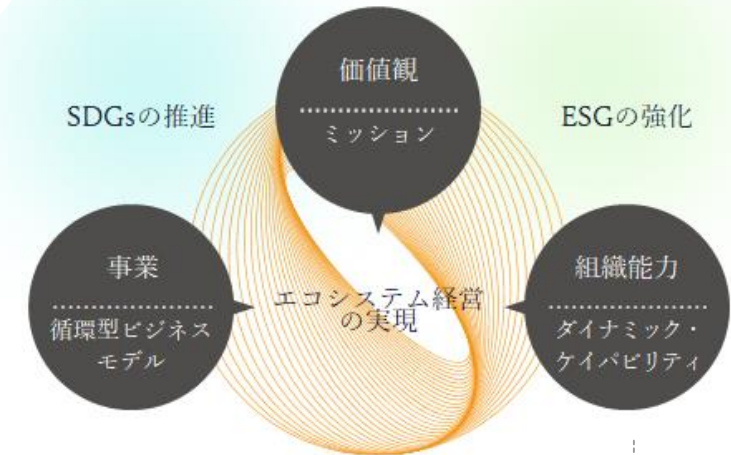 価値観
ミッション
SDGsの推進
ESGの強化
事業
循環型ビジネス
モデル
エコシステム経営
の実現
組織能力
ダイナミック・
ケイパビリティ